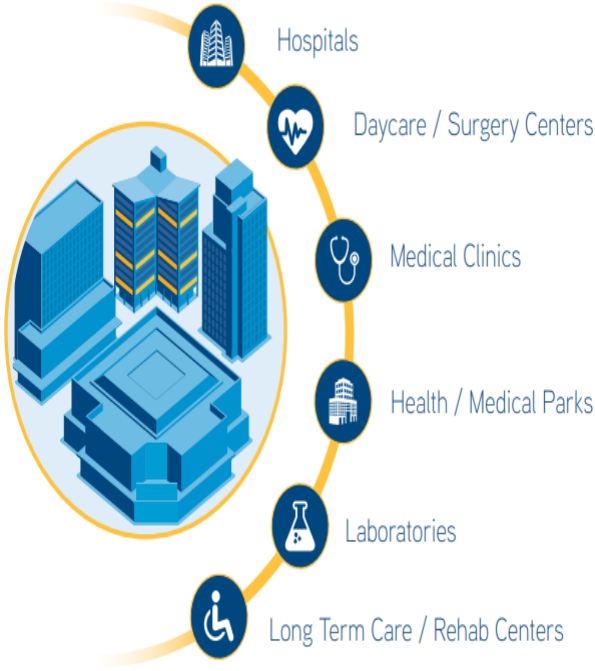 Hospitals
Daycare / Surgery Centers
Medical Clinics
Health / Medical Parks
Laboratories
Long Term Care / Rehab Centers